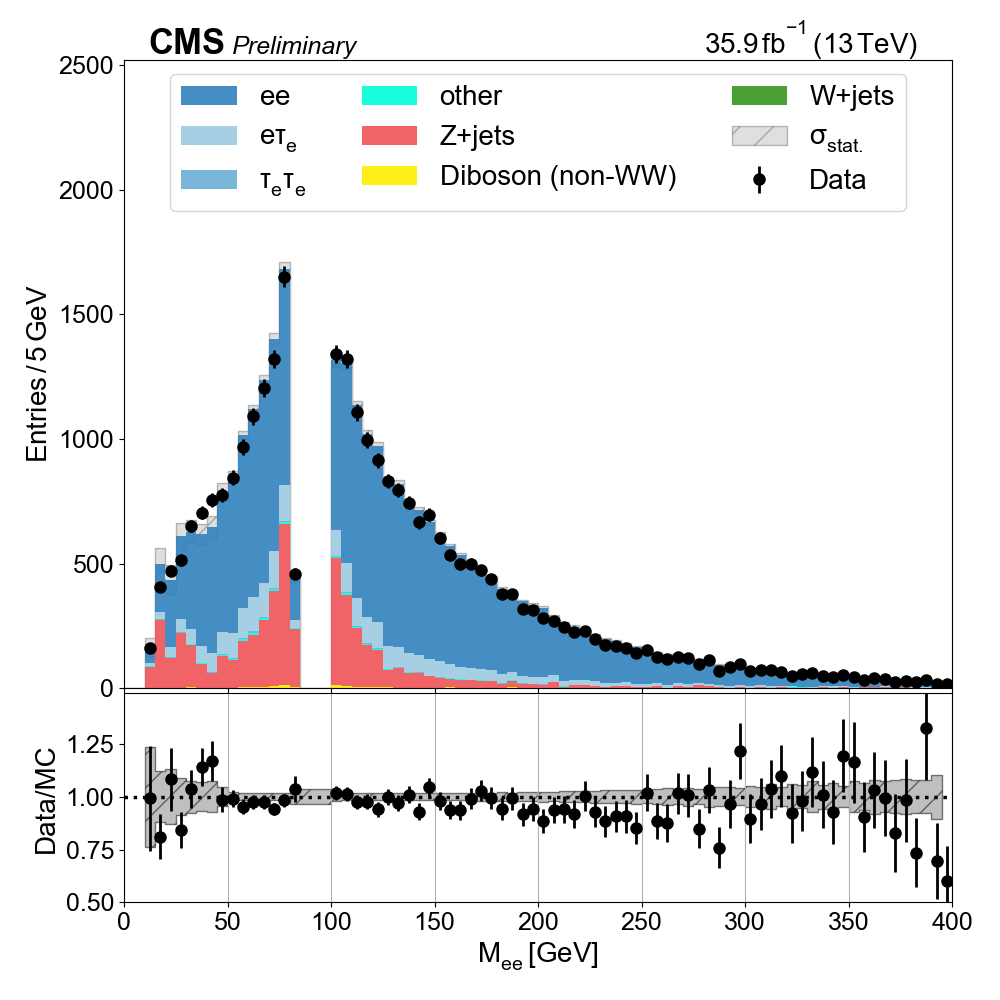 CMS Preliminary 35.9 fb⁻¹ (13 TeV)
2500
ee other W+jets
eτe Z+jets σstat.
τeτe Diboson (non-WW) Data
2000
1500
1000
500
0
Entries / 5 GeV
1.25
1.00
0.75
0.50
Data/MC
0 50 100 150 200 250 300 350 400
Mee [GeV]